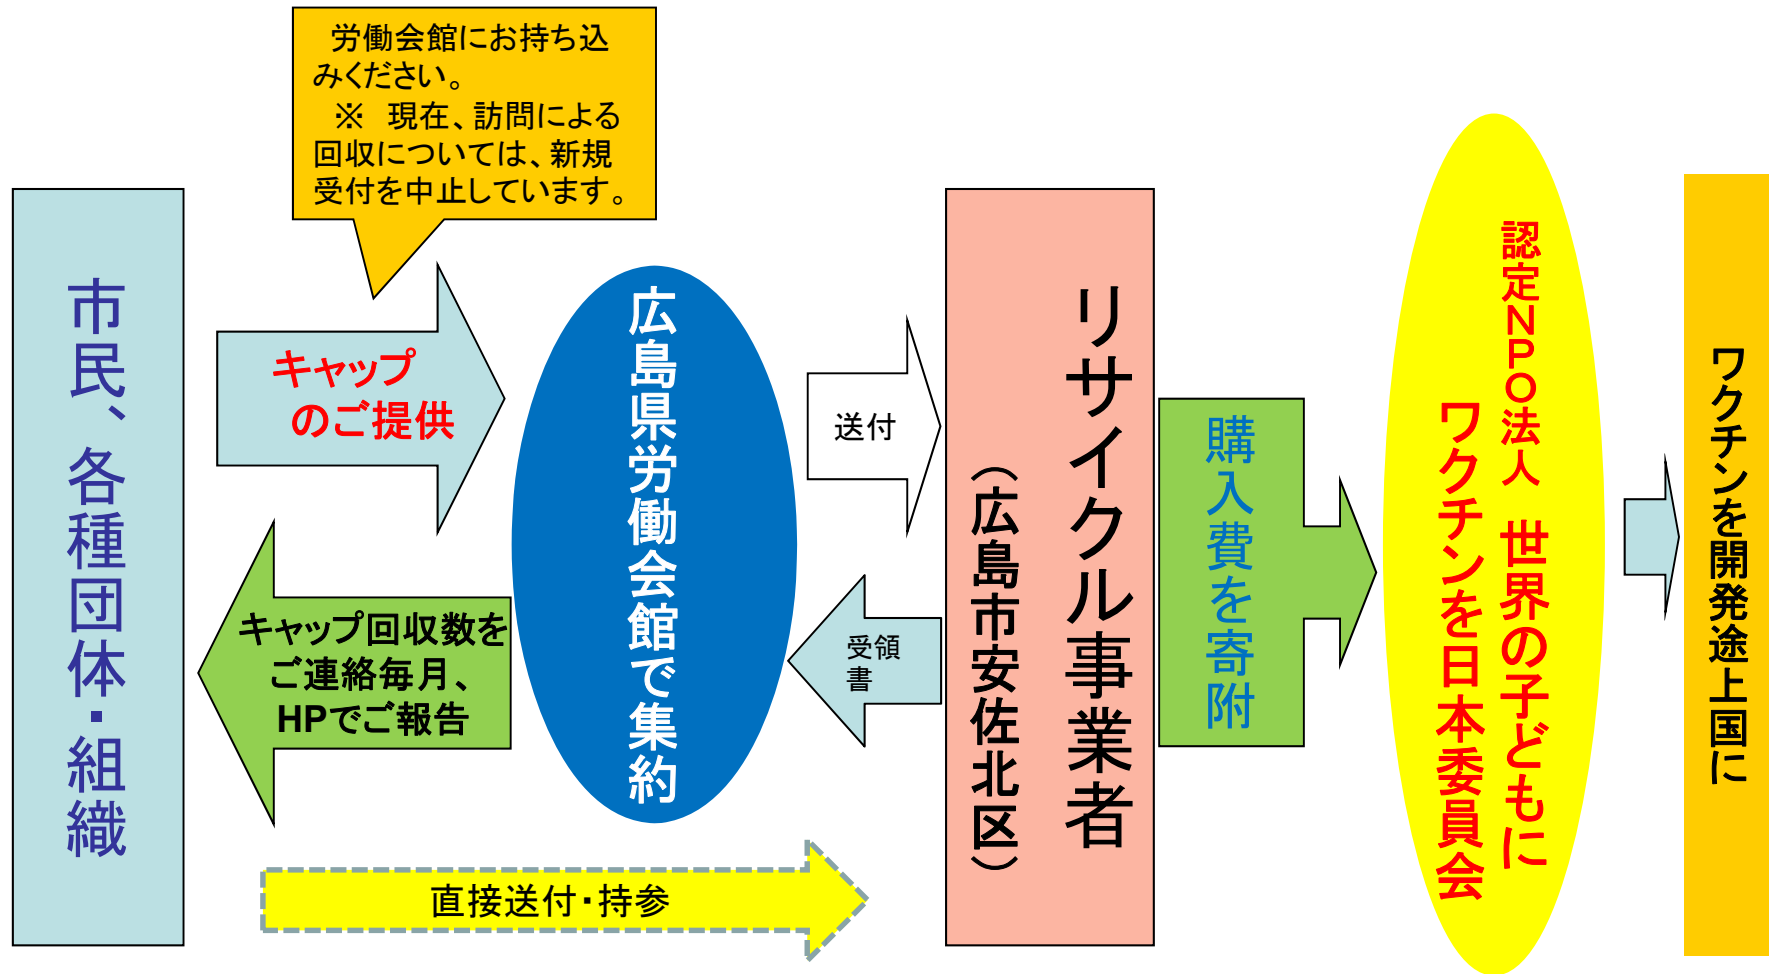 労働会館にお持ち込
みください。
※　現在、訪問による
回収については、新規
受付を中止しています。
市民、各種団体・組織
キャップ
のご提供
キャップ回収数を
ご連絡毎月、
HPでご報告
広島県労働会館で集約
送付
受領
書
直接送付・持参
リサイクル事業者
（広島市安佐北区）
購入費を寄附
認定ＮＰＯ法人　世界の子どもに
ワクチンを日本委員会
ワクチンを開発途上国に